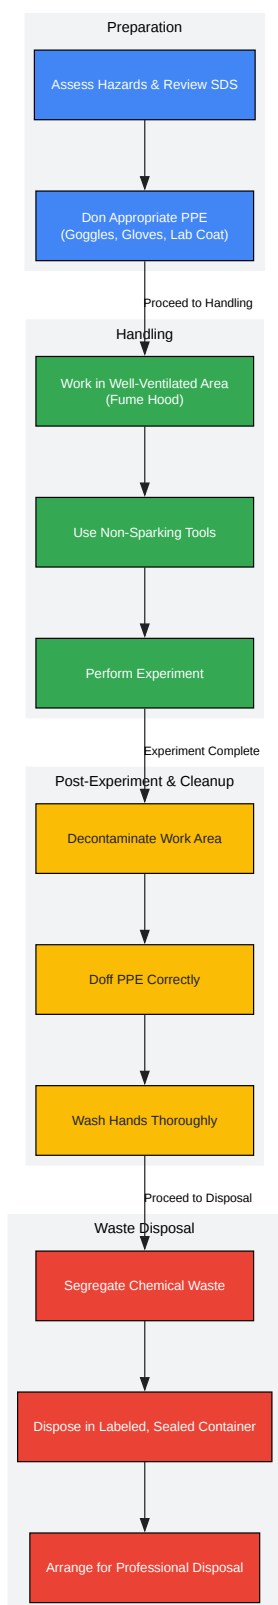 Preparation
Assess Hazards & Review SDS
Don Appropriate PPE
(Goggles, Gloves, Lab Coat)
Proceed to Handling
Handling
Work in Well-Ventilated Area
(Fume Hood)
Use Non-Sparking Tools
Perform Experiment
Experiment Complete
Post-Experiment & Cleanup
Decontaminate Work Area
Doff PPE Correctly
Wash Hands Thoroughly
Proceed to Disposal
Waste Disposal
Segregate Chemical Waste
Dispose in Labeled, Sealed Container
Arrange for Professional Disposal